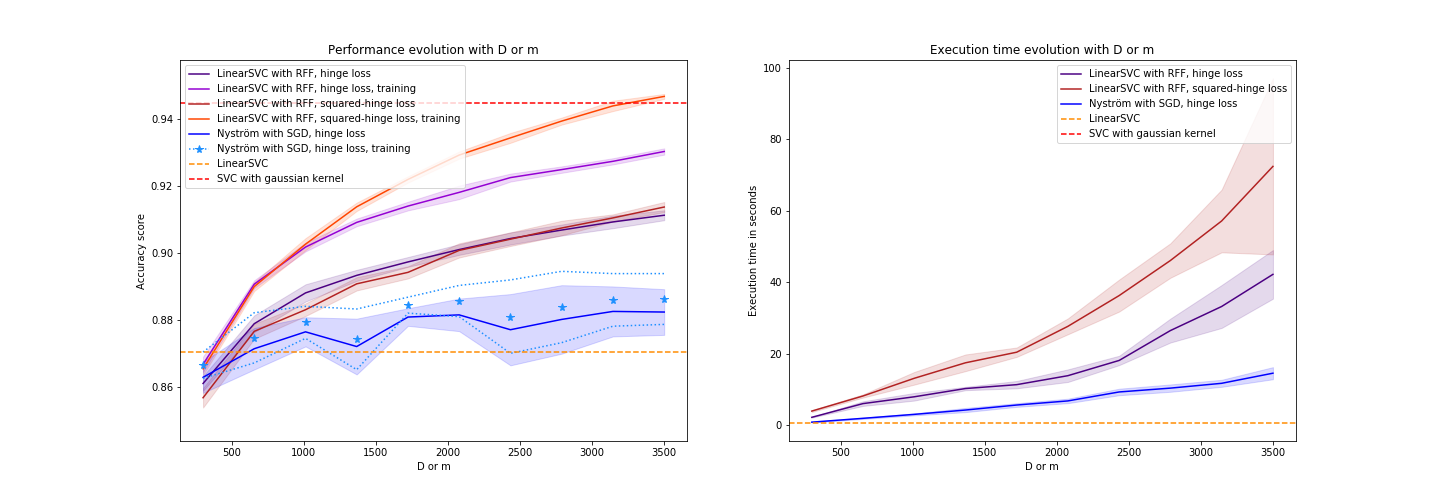 Performance evolution with D or m
LinearSVC with RFF, hinge loss
LinearSVC with RFF, hinge loss, training
LinearSVC with RFF, squared-hinge loss
LinearSVC with RFF, squared-hinge loss, training
Nyström with SGD, hinge loss
Nyström with SGD, hinge loss, training
LinearSVC
SVC with gaussian kernel
0.94
0.92
0.90
0.88
0.86
Accuracy score
500
1000
1500
2000
2500
3000
3500
D or m
Execution time evolution with D or m
LinearSVC with RFF, hinge loss
LinearSVC with RFF, squared-hinge loss
Nyström with SGD, hinge loss
LinearSVC
SVC with gaussian kernel
100
80
60
40
20
0
Execution time in seconds
500
1000
1500
2000
2500
3000
3500
D or m